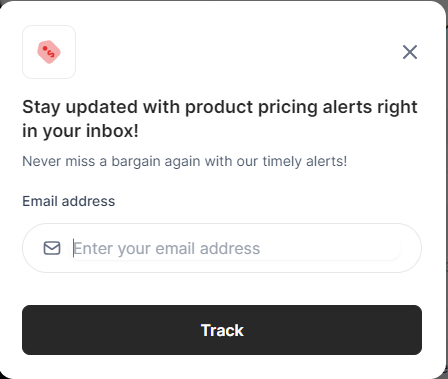 Stay updated with product pricing alerts right
in your inbox!
Never miss a bargain again with our timely alerts!
Email address
Enter your email address
Track